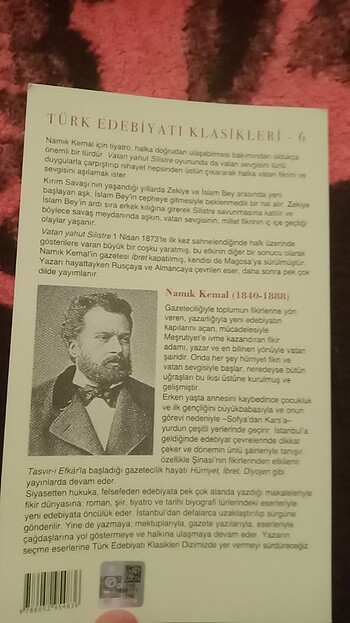 TÜRK EDEBİYATI KLASİKLERİ - 6
Namık Kemal için tiyatro, halka doğrudan ulaşabilmesi bakımından oldukça
önemli bir türdür. Vatan yahut Silistre oyununda da vatan sevgisini türlü
duygularla çarpıştırıp nihayet hepsinden üstün çıkararak halka vatan fikrini ve
sevgisini aşılamak ister.
Kırım Savaşı'nın yaşandığı yıllarda Zekiye ve İslam Bey arasında yeni
başlayan aşk, İslam Bey'in cepheye gitmesiyle beklenmedik bir hal alır. Zekiye
İslam Bey'in ardı sıra erkek kılığına girerek Silistre savunmasına katılır ve
böylece savaş meydanında aşkın, vatan sevgisinin, millet fikrinin iç içe geçtiği
olaylar yaşanır.
Vatan yahut Silistre 1 Nisan 1873'te ilk kez sahnelendiğinde halk üzerinde
gösterilere varan büyük bir coşku yaratmış, bu etkinin diğer bir sonucu olarak
Namık Kemal'in gazetesi İbret kapatılmış, kendisi de Magosa'ya sürülmüştür.
Yazarı hayattayken Rusçaya ve Almancaya çevrilen eser, daha sonra pek çok
dilde yayımlanır.
Namık Kemal (1840-1888)
Gazeteciliğiyle toplumun fikirlerine yön
veren, yazarlığıyla yeni edebiyatın
kapılarını açan, mücadelesiyle
Meşrutiyet'e ivme kazandıran fikir
adamı, yazar ve en bilinen yönüyle vatan
şairidir. Onda her şey hürriyet fikri ve
vatan sevgisiyle başlar, neredeyse bütün
uğraşları bu ikisi üstüne kurulmuş ve
gelişmiştir.
Erken yaşta annesini kaybedince çocukluk
ve ilk gençliğini büyükbabasıyla ve onun
görevi nedeniyle –Sofya'dan Kars'a–
yurdun çeşitli yerlerinde geçirir. İstanbul'a
geldiğinde edebiyat çevrelerinde dikkat
çeker ve dönemin ünlü şairleriyle tanışır,
özellikle Şinasi'nin fikirlerinden etkilenir.
Tasvir-i Efkâr'la başladığı gazetecilik hayatı Hürriyet, İbret, Diyojen gibi
yayınlarda devam eder.
Siyasetten hukuka, felsefeden edebiyata pek çok alanda yazdığı makaleleriyle
fikir dünyasına; roman, şiir, tiyatro ve tarihi biyografi türlerindeki eserleriyle
yeni edebiyata öncülük eder. İstanbul'dan defalarca uzaklaştırılıp sürgüne
gönderilir. Yine de yazmaya; mektuplarıyla, gazete yazılarıyla, eserleriyle
çağdaşlarına yol göstermeye ve halkına ulaşmaya devam eder. Yazarın
seçme eserlerine Türk Edebiyatı Klasikleri Dizimizde yer vermeyi sürdüreceğiz.